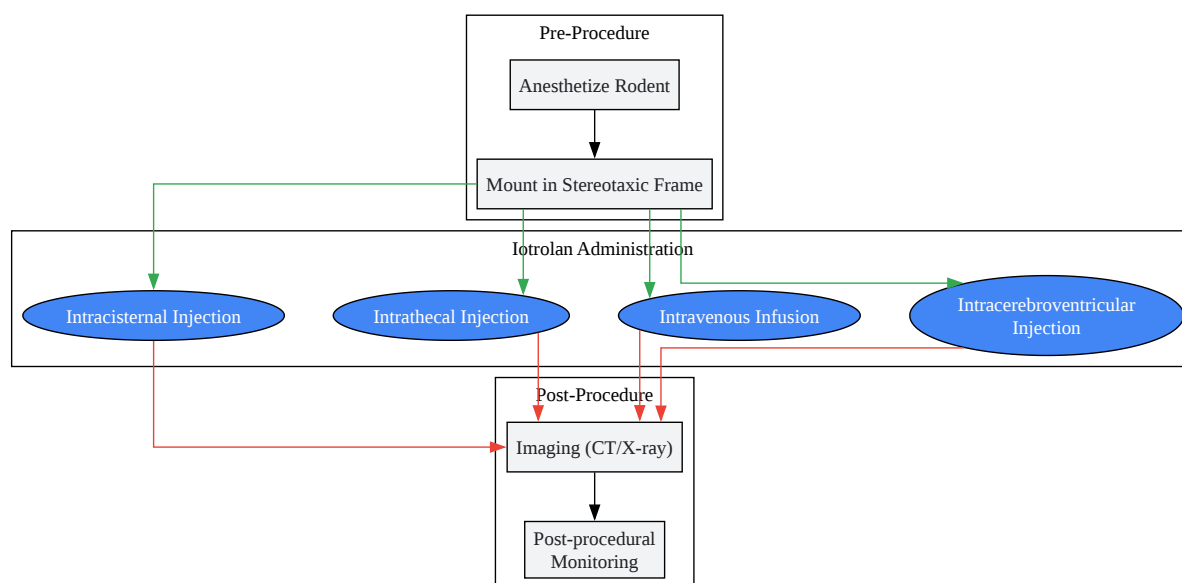 Pre-Procedure
Anesthetize Rodent
Mount in Stereotaxic Frame
Iotrolan Administration
Intracisternal Injection
Intrathecal Injection
Intravenous Infusion
Intracerebroventricular
Injection
Post-Procedure
Imaging (CT/X-ray)
Post-procedural
Monitoring